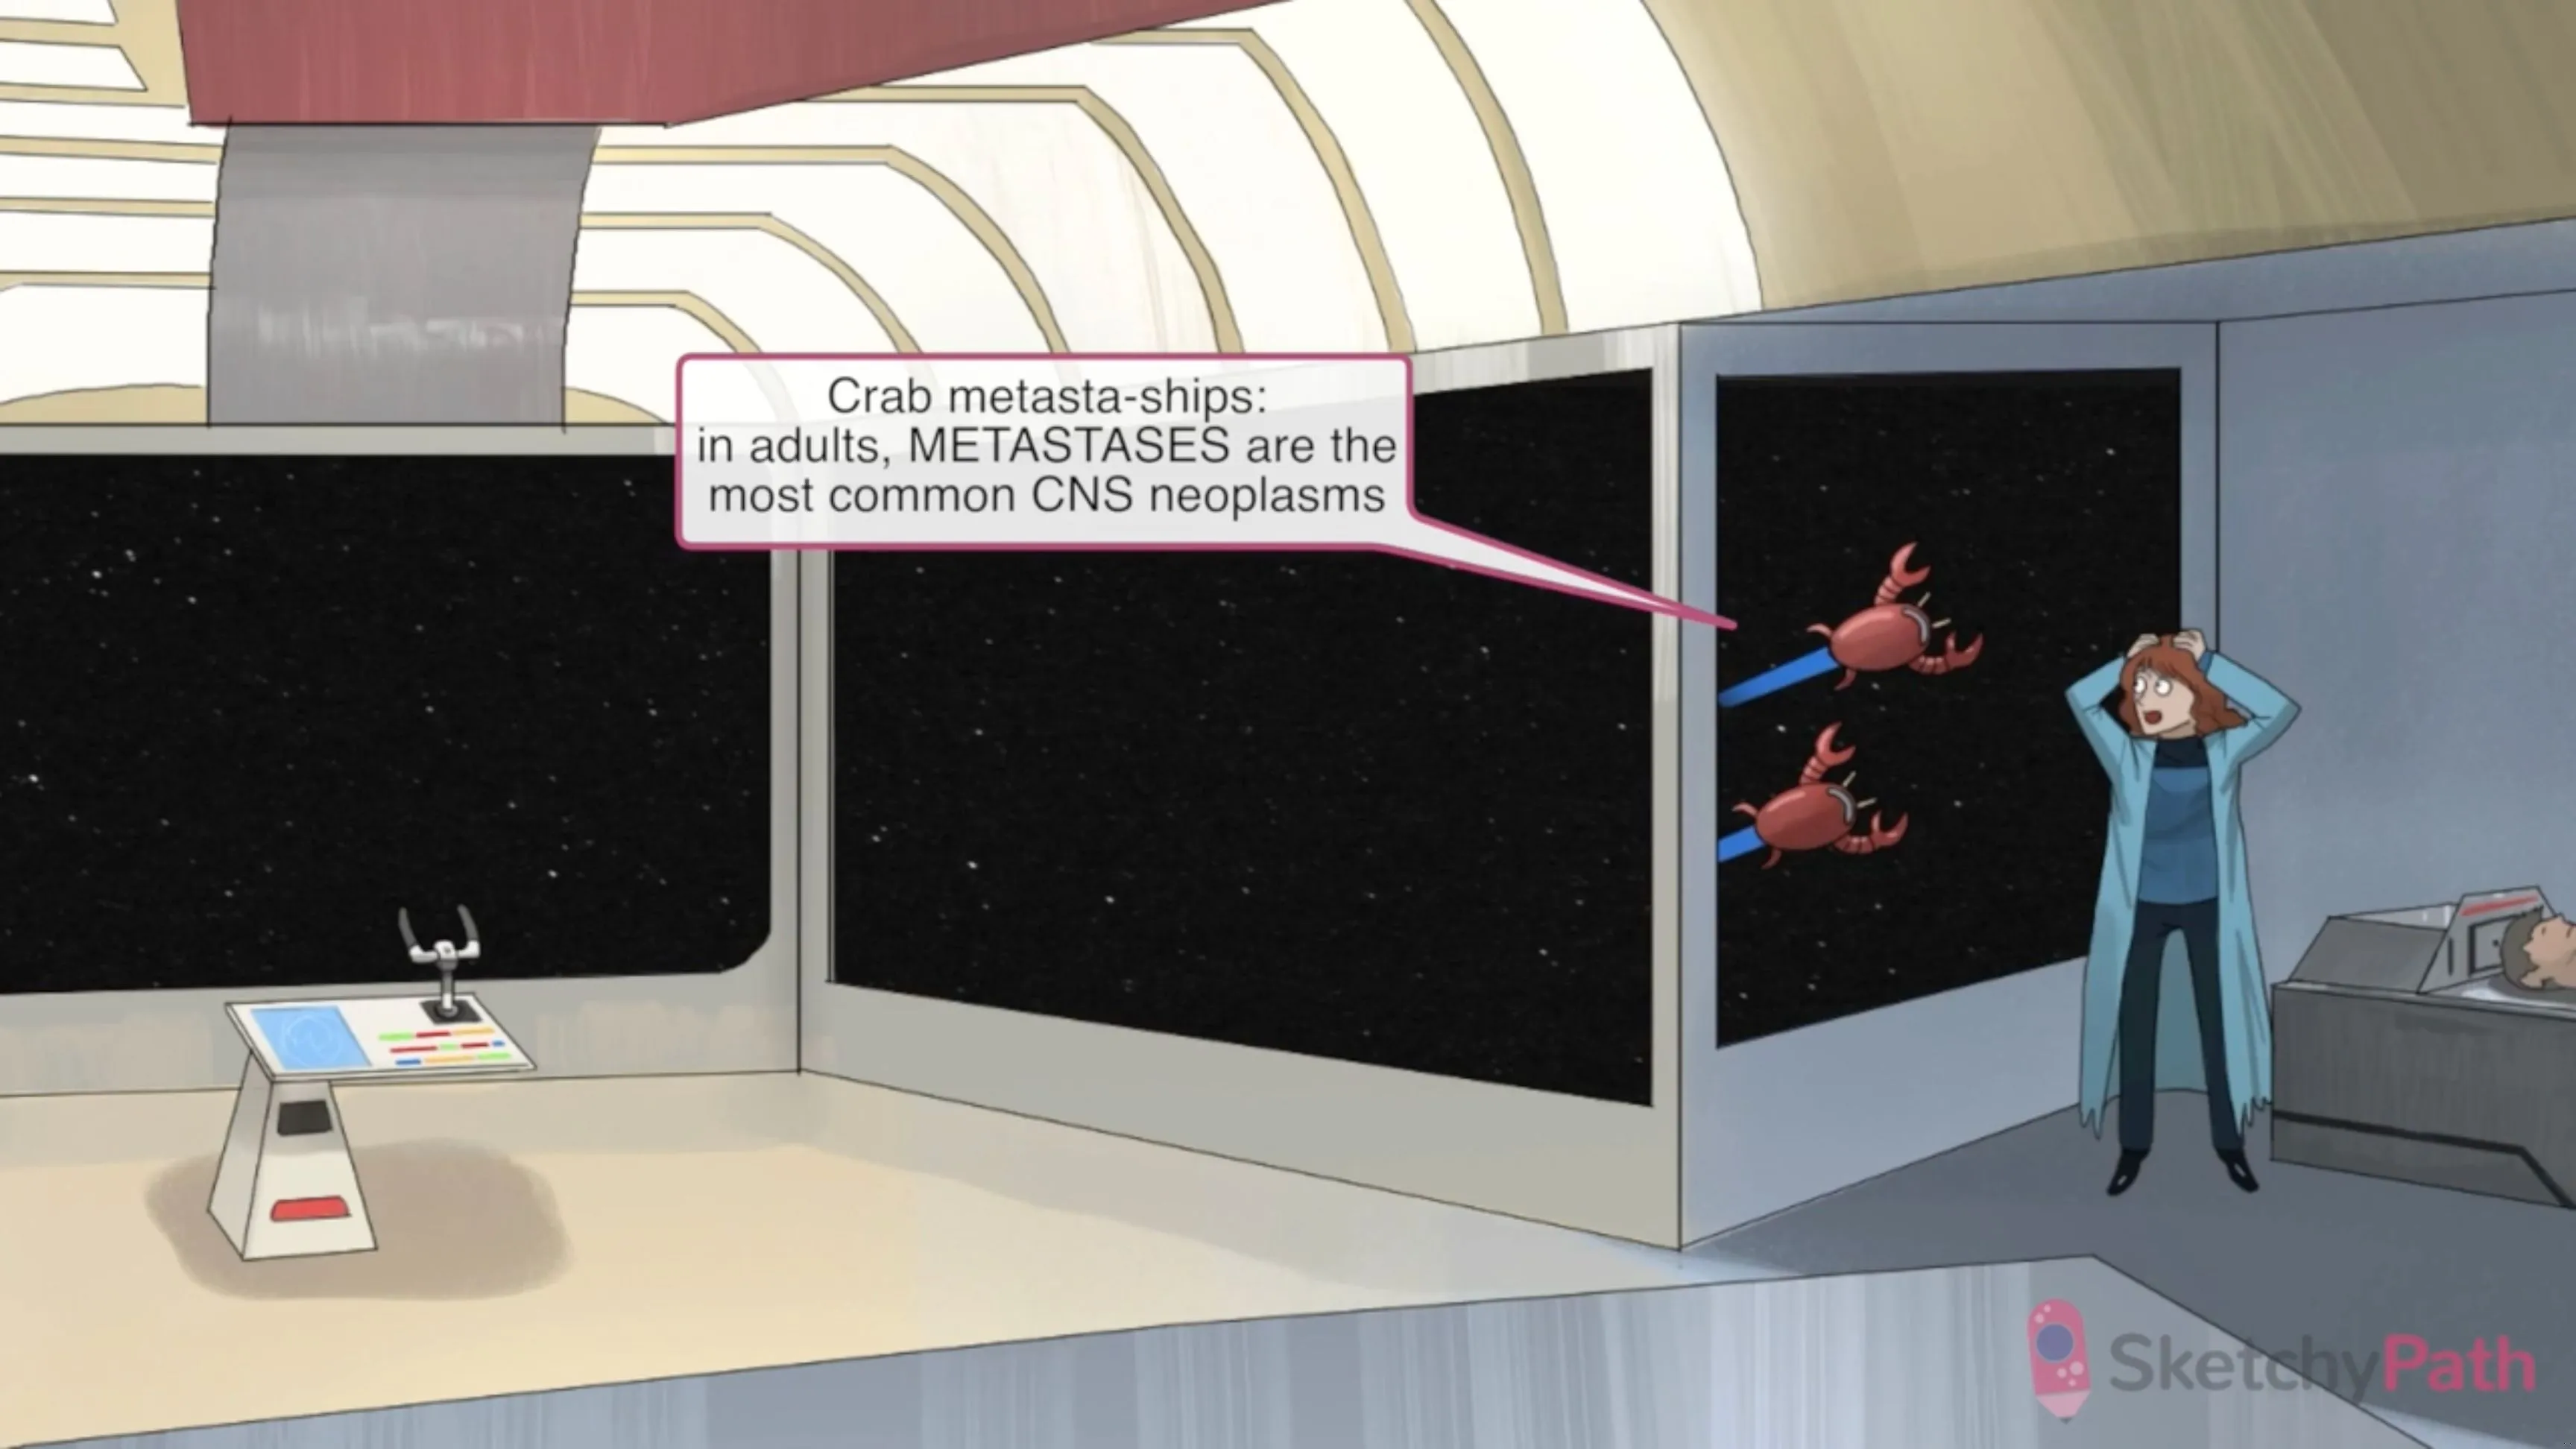 Crab metasta-ships:
in adults, METASTASES are the
most common CNS neoplasms
SketchyPath